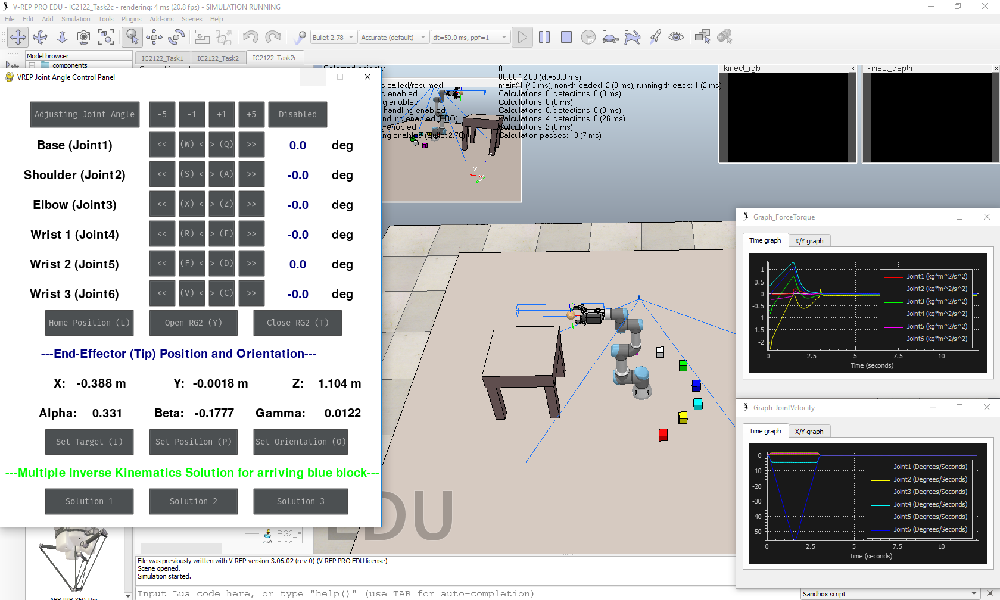 V-REP PRO EDU - IC2122_Task2c - rendering: 4 ms (20.8 fps) - SIMULATION RUNNING
File Edit Add Simulation Tools Plugins Add-ons Scenes Help
Bullet 2.78 Accurate (default) dt=50.0 ms, ppf=1
Model browser
components
IC2122_Task1 IC2122_Task2 IC2122_Task2c
VREP Joint Angle Control Panel
Adjusting Joint Angle -5 -1 +1 +5 Disabled
Base (Joint1) << (W) < > (Q) >> 0.0 deg
Shoulder (Joint2) << (S) < > (A) >> -0.0 deg
Elbow (Joint3) << (X) < > (Z) >> -0.0 deg
Wrist 1 (Joint4) << (R) < > (E) >> -0.0 deg
Wrist 2 (Joint5) << (F) < > (D) >> 0.0 deg
Wrist 3 (Joint6) << (V) < > (C) >> -0.0 deg
Home Position (L) Open RG2 (Y) Close RG2 (T)
---End-Effector (Tip) Position and Orientation---
X: -0.388 m Y: -0.0018 m Z: 1.104 m
Alpha: 0.331 Beta: -0.1777 Gamma: 0.0122
Set Target (I) Set Position (P) Set Orientation (O)
---Multiple Inverse Kinematics Solution for arriving blue block---
Solution 1 Solution 2 Solution 3
Selected objects: 0
00:00:12.00 (dt=50.0 ms)
s called/resumed main: 1 (43 ms), non-threaded: 2 (0 ms), running threads: 1 (2 ms)
g enabled Calculations: 0, detections: 0 (0 ms)
g enabled Calculations: 0 (0 ms)
handling enabled Calculations: 0, detections: 0 (0 ms)
ndling enabled (FBO) Calculations: 4, detections: 0 (26 ms)
g enabled Calculations: 2 (0 ms)
ng enabled (Bullet 2.78) Calculation passes: 10 (7 ms)
x
y
z
kinect_rgb
kinect_depth
EDU
Graph_ForceTorque
Time graph X/Y graph
1
0.5
0
-0.5
-1
-1.5
-2
0 2.5 5 10
Time (seconds)
Joint1 (kg*m^2/s^2)
Joint2 (kg*m^2/s^2)
Joint3 (kg*m^2/s^2)
Joint4 (kg*m^2/s^2)
Joint5 (kg*m^2/s^2)
Joint6 (kg*m^2/s^2)
Graph_JointVelocity
Time graph X/Y graph
0
-10
-20
-30
-40
-50
0 2.5 5 10
Time (seconds)
Joint1 (Degrees/Seconds)
Joint2 (Degrees/Seconds)
Joint3 (Degrees/Seconds)
Joint4 (Degrees/Seconds)
Joint5 (Degrees/Seconds)
Joint6 (Degrees/Seconds)
RG2_a
File was previously written with V-REP version 3.06.02 (rev 0) (V-REP PRO EDU license)
Scene opened.
Simulation started.
Input Lua code here, or type "help()" (use TAB for auto-completion)
Sandbox script